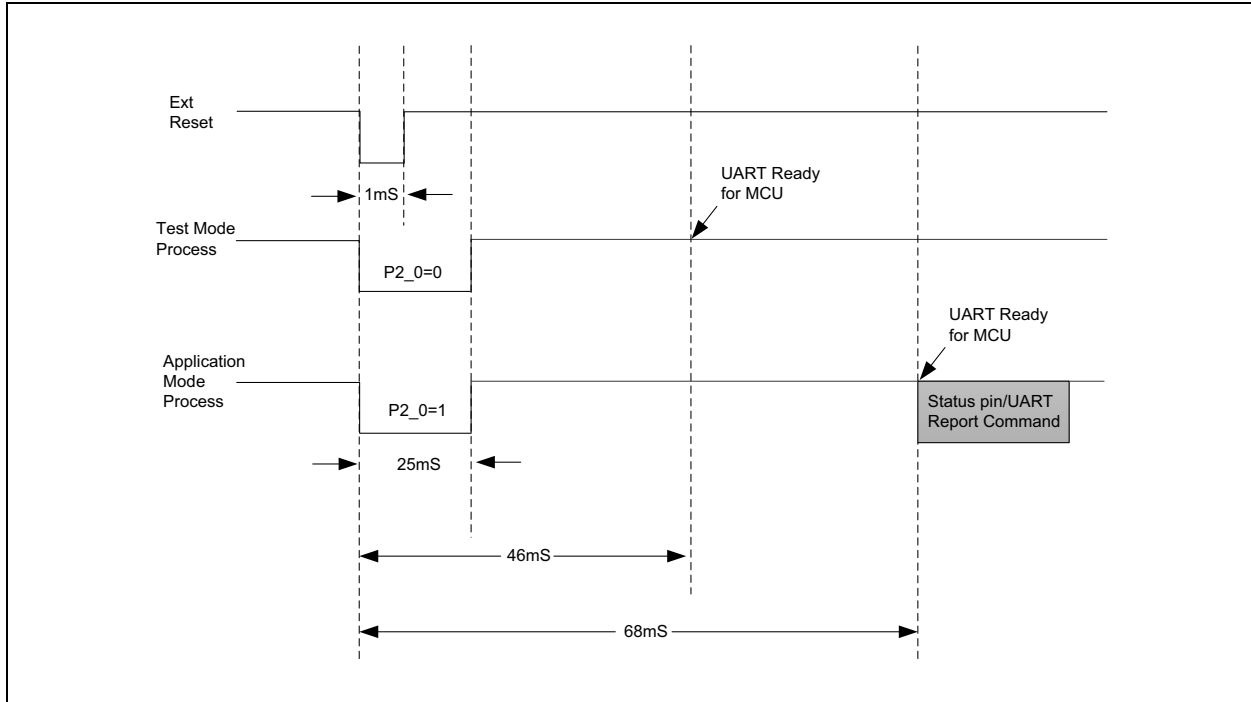 Ext
Reset
1mS
UART Ready
for MCU
Test Mode
Process
P2_0=0
UART Ready
for MCU
Application
Mode
Process
P2_0=1
Status pin/UART
Report Command
25mS
46mS
68mS